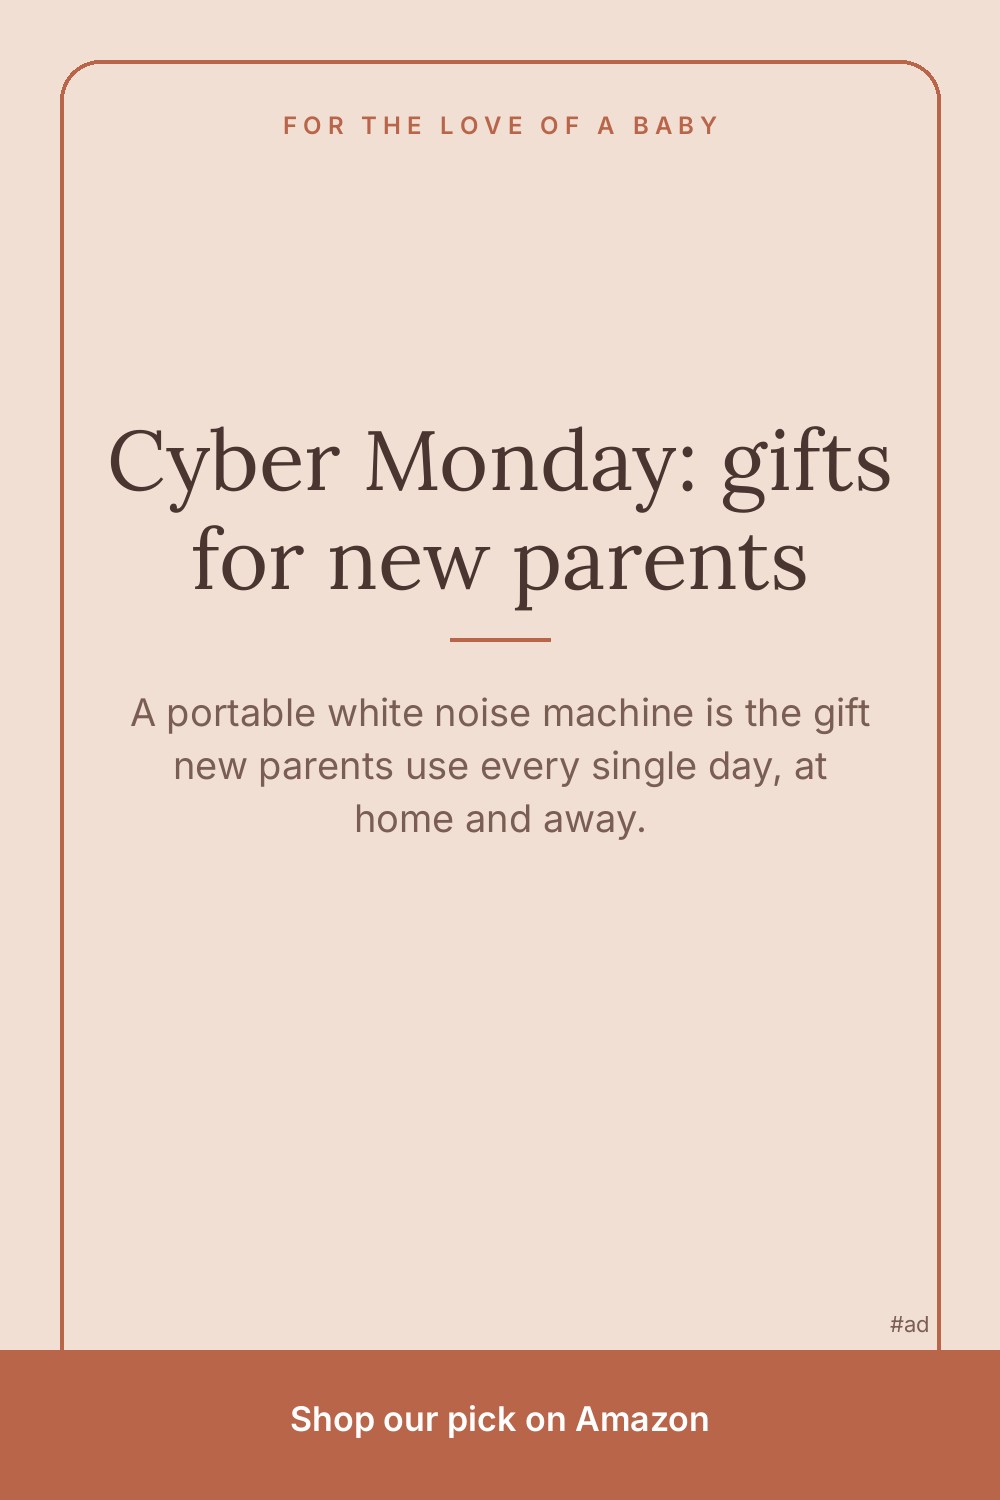 FOR THE LOVE OF A BABY
Cyber Monday: gifts
for new parents
A portable white noise machine is the gift
new parents use every single day, at
home and away.
#ad
Shop our pick on Amazon